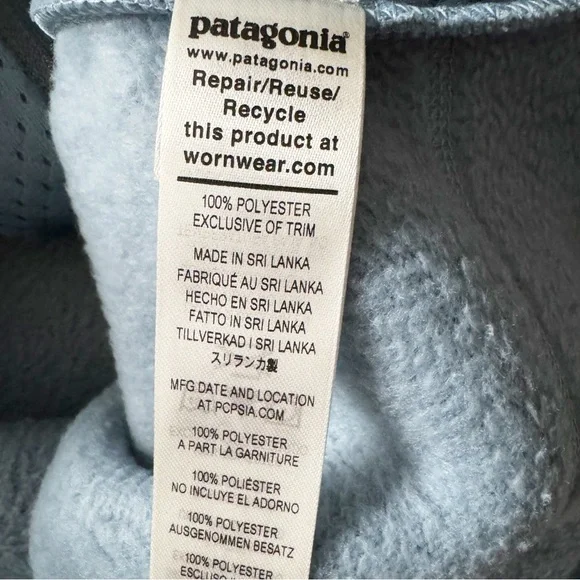 patagonia®
www.patagonia.com
Repair/Reuse/
Recycle
this product at
wornwear.com
100% POLYESTER
EXCLUSIVE OF TRIM
MADE IN SRI LANKA
FABRIQUÉ AU SRI LANKA
HECHO EN SRI LANKA
FATTO IN SRI LANKA
TILLVERKAD I SRI LANKA
スリランカ製
MFG DATE AND LOCATION
AT PCPSIA.COM
100% POLYESTER
A PART LA GARNITURE
100% POLIÉSTER
NO INCLUYE EL ADORNO
100% POLYESTER
AUSGENOMMEN BESATZ
100% POLYESTER